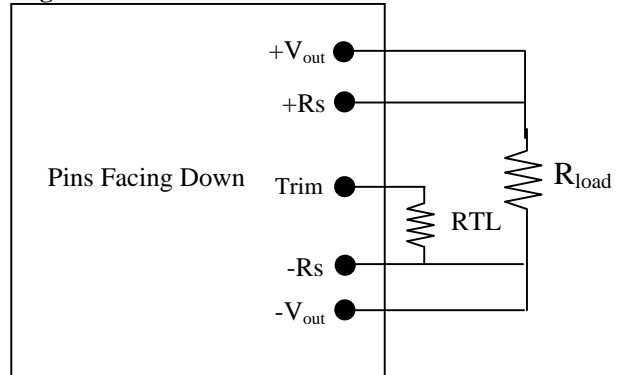 +Vout
+Rs
Pins Facing Down
Trim
Rload
RTL
-Rs
-Vout